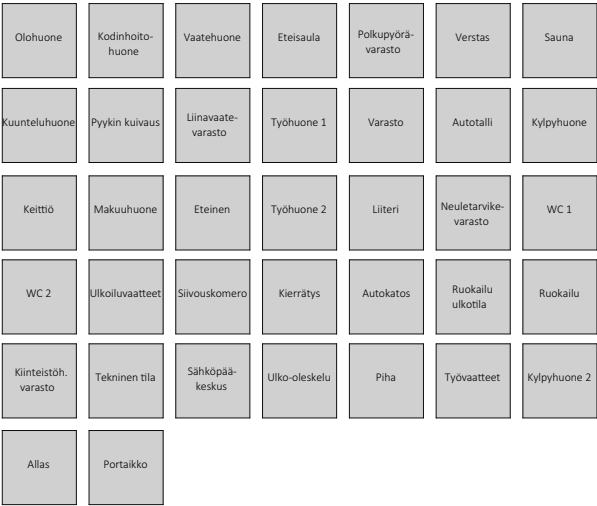 Olohuone
Kodinhoito-
huone
Vaatehuone
Eteisaula
Polkupyörä-
varasto
Verstas
Sauna
Kuunteluhuone
Pyykin kuivaus
Liinavaate-
varasto
Työhuone 1
Varasto
Autotalli
Kylpyhuone
Keittiö
Makuuhuone
Eteinen
Työhuone 2
Liiteri
Neuletarvike-
varasto
WC 1
WC 2
Ulkoiluvaatteet
Siivouskomero
Kierrätys
Autokatos
Ruokailu
ulkotila
Ruokailu
Kiinteistöh.
varasto
Tekninen tila
Sähköpää-
keskus
Ulko-oleskelu
Piha
Työvaatteet
Kylpyhuone 2
Allas
Portaikko